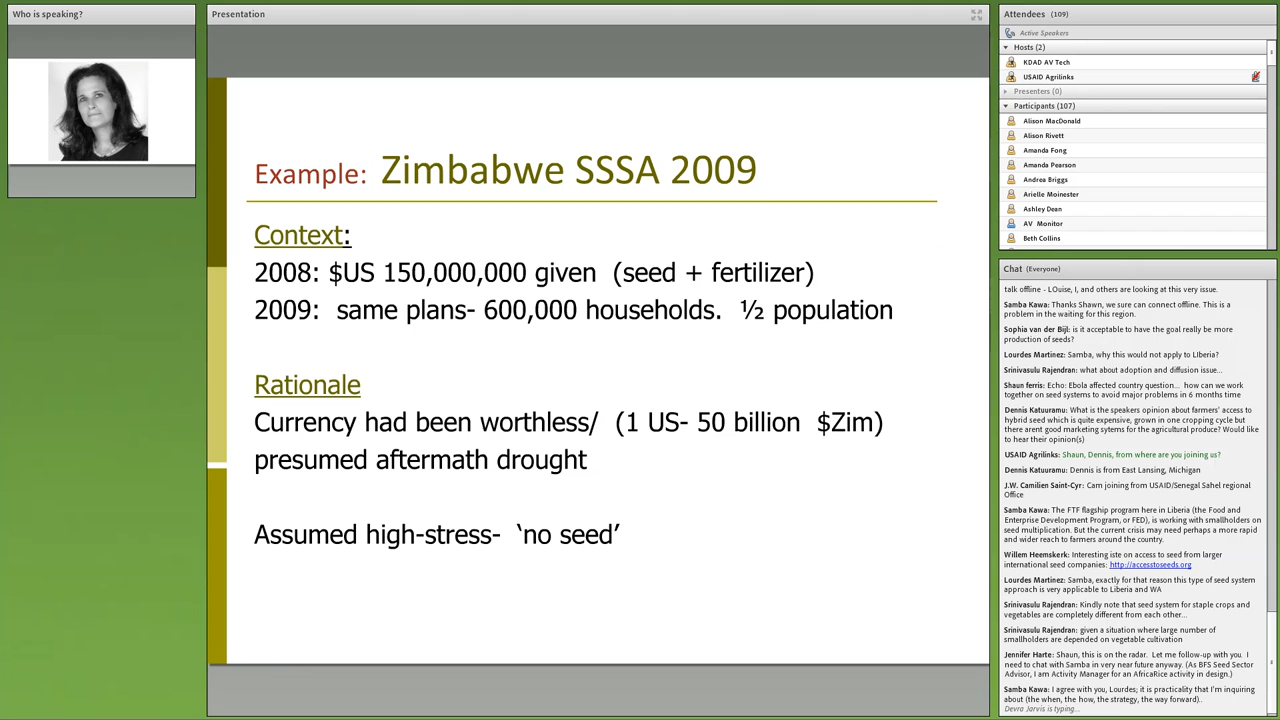 Who is speaking?
Presentation
Example: Zimbabwe SSSA 2009
Context:
2008: $US 150,000,000 given (seed + fertilizer)
2009: same plans- 600,000 households. ½ population
Rationale
Currency had been worthless/ (1 US- 50 billion $Zim)
presumed aftermath drought
Assumed high-stress- ‘no seed’
Attendees (109)
Active Speakers
Hosts (2)
KDAD AV Tech
USAID Agrilinks
Presenters (0)
Participants (107)
Alison MacDonald
Alison Rivett
Amanda Fong
Amanda Pearson
Andrea Briggs
Arielle Moinester
Ashley Dean
AV Monitor
Beth Collins
Chat (Everyone)
talk offline - LOuise, I, and others are looking at this very issue.
Samba Kawa: Thanks Shawn, we sure can connect offline. This is a
problem in the waiting for this region.
Sophia van der Bijl: is it acceptable to have the goal really be more
production of seeds?
Lourdes Martinez: Samba, why this would not apply to LIberia?
Srinivasulu Rajendran: what about adoption and diffusion issue...
Shaun ferris: Echo: Ebola affected country question... how can we work
together on seed systems to avoid major problems in 6 months time
Dennis Katuuramu: What is the speakers opinion about farmers' access to
hybrid seed which is quite expensive, grown in one cropping cycle but
there arent good marketing sytems for the agricultural produce? Would like
to hear their opinion(s)
USAID Agrilinks: Shaun, Dennis, from where are you joining us?
Dennis Katuuramu: Dennis is from East Lansing, Michigan
J.W. Camilien Saint-Cyr: Cam joining from USAID/Senegal Sahel regional
Office
Samba Kawa: The FTF flagship program here in Liberia (the Food and
Enterprise Development Program, or FED), is working with smallholders on
seed multiplication. But the current crisis may need perhaps a more rapid
and wider reach to farmers around the country.
Willem Heemskerk: Interesting iste on access to seed from larger
international seed companies: http://accesstoseeds.org
Lourdes Martinez: Samba, exactly for that reason this type of seed system
approach is very applicable to Liberia and WA
Srinivasulu Rajendran: Kindly note that seed system for staple crops and
vegetables are completely different from each other...
Srinivasulu Rajendran: given a situation where large number of
smallholders are depended on vegetable cultivation
Jennifer Harte: Shaun, this is on the radar. Let me follow-up with you. I
need to chat with Samba in very near future anyway. (As BFS Seed Sector
Advisor, I am Activity Manager for an AfricaRice activity in design.)
Samba Kawa: I agree with you, Lourdes; it is practicality that I'm inquiring
about (the when, the how, the strategy, the way forward)..
Devra Jarvis is typing...